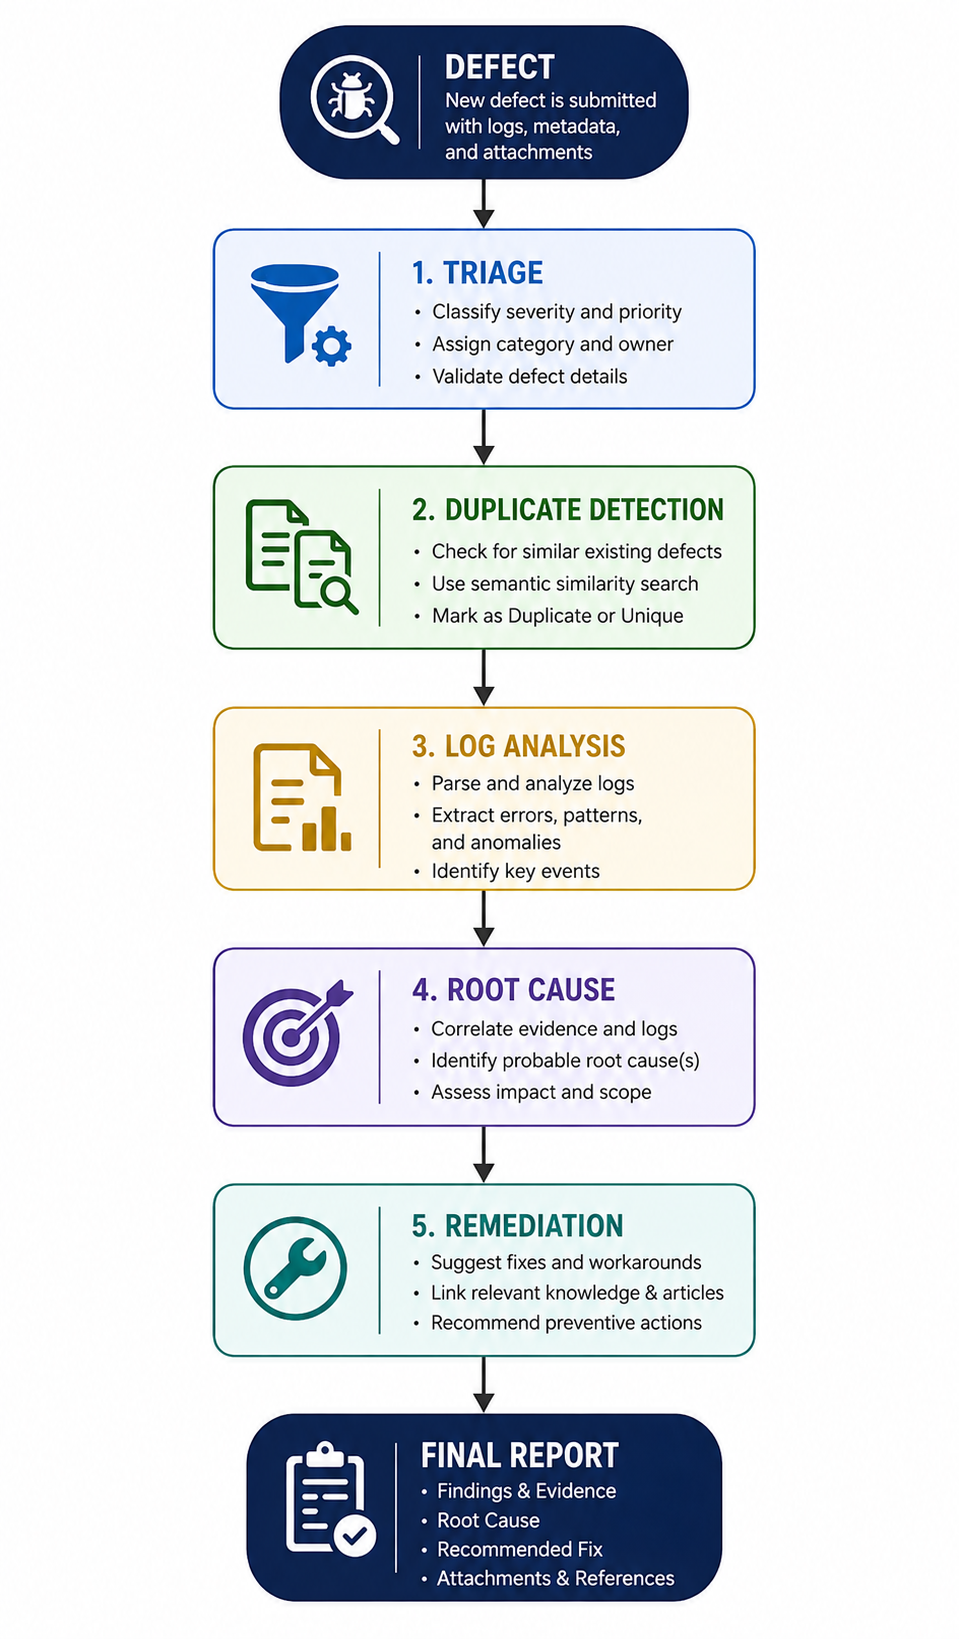 DEFECT
New defect is submitted
with logs, metadata,
and attachments
1. TRIAGE
• Classify severity and priority
• Assign category and owner
• Validate defect details
2. DUPLICATE DETECTION
• Check for similar existing defects
• Use semantic similarity search
• Mark as Duplicate or Unique
3. LOG ANALYSIS
• Parse and analyze logs
• Extract errors, patterns,
and anomalies
• Identify key events
4. ROOT CAUSE
• Correlate evidence and logs
• Identify probable root cause(s)
• Assess impact and scope
5. REMEDIATION
• Suggest fixes and workarounds
• Link relevant knowledge & articles
• Recommend preventive actions
FINAL REPORT
• Findings & Evidence
• Root Cause
• Recommended Fix
• Attachments & References